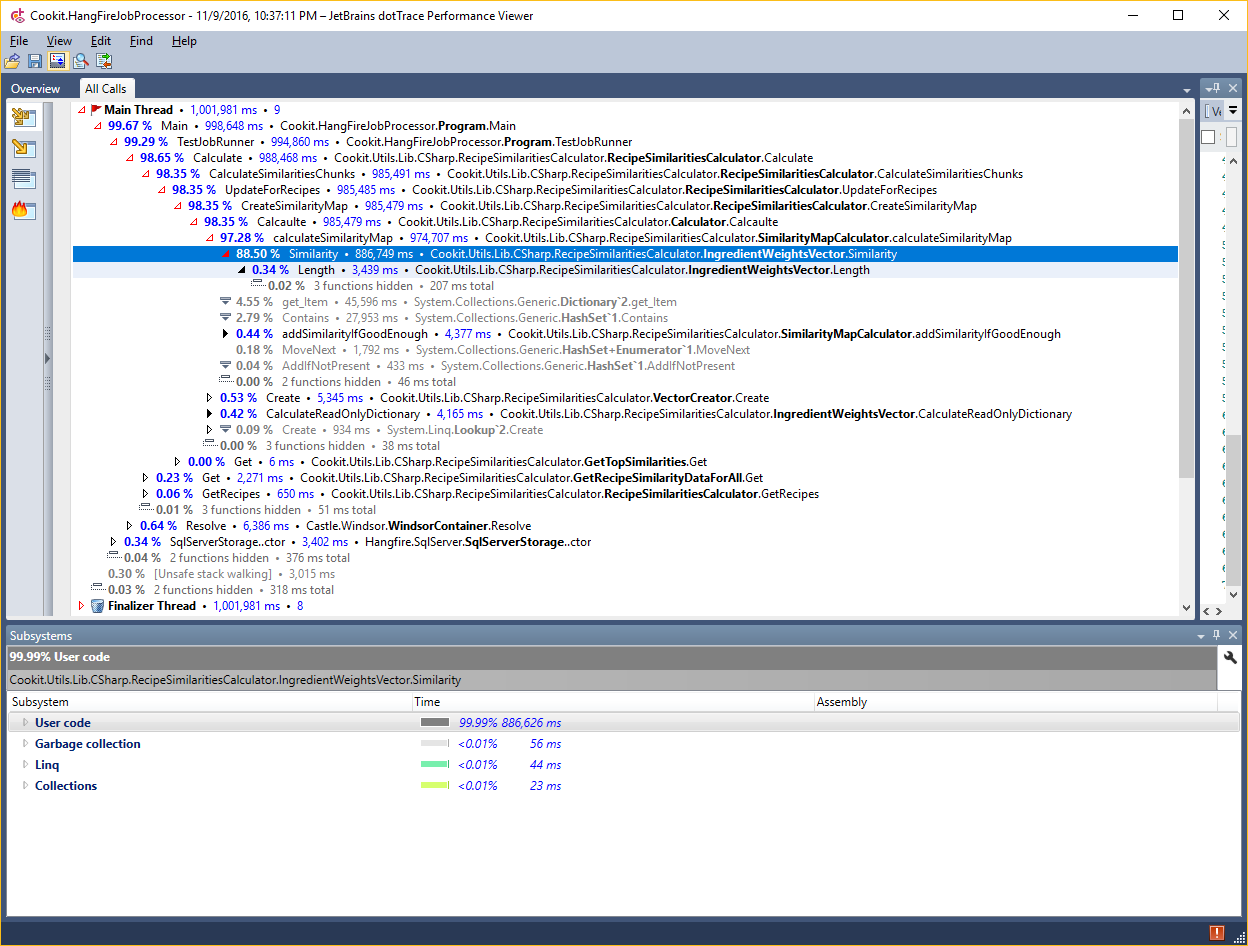 Cookit.HangFireJobProcessor - 11/9/2016, 10:37:11 PM – JetBrains dotTrace Performance Viewer
File View Edit Find Help
Overview All Calls
Main Thread • 1,001,981 ms • 9
99.67 % Main • 998,648 ms • Cookit.HangFireJobProcessor.Program.Main
99.29 % TestJobRunner • 994,860 ms • Cookit.HangFireJobProcessor.Program.TestJobRunner
98.65 % Calculate • 988,468 ms • Cookit.Utils.Lib.CSharp.RecipeSimilaritiesCalculator.RecipeSimilaritiesCalculator.Calculate
98.35 % CalculateSimilaritiesChunks • 985,491 ms • Cookit.Utils.Lib.CSharp.RecipeSimilaritiesCalculator.RecipeSimilaritiesCalculator.CalculateSimilaritiesChunks
98.35 % UpdateForRecipes • 985,485 ms • Cookit.Utils.Lib.CSharp.RecipeSimilaritiesCalculator.RecipeSimilaritiesCalculator.UpdateForRecipes
98.35 % CreateSimilarityMap • 985,479 ms • Cookit.Utils.Lib.CSharp.RecipeSimilaritiesCalculator.RecipeSimilaritiesCalculator.CreateSimilarityMap
98.35 % Calcaulte • 985,479 ms • Cookit.Utils.Lib.CSharp.RecipeSimilaritiesCalculator.Calculator.Calcaulte
97.28 % calculateSimilarityMap • 974,707 ms • Cookit.Utils.Lib.CSharp.RecipeSimilaritiesCalculator.SimilarityMapCalculator.calculateSimilarityMap
88.50 % Similarity • 886,749 ms • Cookit.Utils.Lib.CSharp.RecipeSimilaritiesCalculator.IngredientWeightsVector.Similarity
0.34 % Length • 3,439 ms • Cookit.Utils.Lib.CSharp.RecipeSimilaritiesCalculator.IngredientWeightsVector.Length
0.02 % 3 functions hidden • 207 ms total
4.55 % get_Item • 45,596 ms • System.Collections.Generic.Dictionary`2.get_Item
2.79 % Contains • 27,953 ms • System.Collections.Generic.HashSet`1.Contains
0.44 % addSimilarityIfGoodEnough • 4,377 ms • Cookit.Utils.Lib.CSharp.RecipeSimilaritiesCalculator.SimilarityMapCalculator.addSimilarityIfGoodEnough
0.18 % MoveNext • 1,792 ms • System.Collections.Generic.HashSet+Enumerator`1.MoveNext
0.04 % AddIfNotPresent • 433 ms • System.Collections.Generic.HashSet`1.AddIfNotPresent
0.00 % 2 functions hidden • 46 ms total
0.53 % Create • 5,345 ms • Cookit.Utils.Lib.CSharp.RecipeSimilaritiesCalculator.VectorCreator.Create
0.42 % CalculateReadOnlyDictionary • 4,165 ms • Cookit.Utils.Lib.CSharp.RecipeSimilaritiesCalculator.IngredientWeightsVector.CalculateReadOnlyDictionary
0.09 % Create • 934 ms • System.Linq.Lookup`2.Create
0.00 % 3 functions hidden • 38 ms total
0.00 % Get • 6 ms • Cookit.Utils.Lib.CSharp.RecipeSimilaritiesCalculator.GetTopSimilarities.Get
0.23 % Get • 2,271 ms • Cookit.Utils.Lib.CSharp.RecipeSimilaritiesCalculator.GetRecipeSimilarityDataForAll.Get
0.06 % GetRecipes • 650 ms • Cookit.Utils.Lib.CSharp.RecipeSimilaritiesCalculator.RecipeSimilaritiesCalculator.GetRecipes
0.01 % 3 functions hidden • 51 ms total
0.64 % Resolve • 6,386 ms • Castle.Windsor.WindsorContainer.Resolve
0.34 % SqlServerStorage..ctor • 3,402 ms • Hangfire.SqlServer.SqlServerStorage..ctor
0.04 % 2 functions hidden • 376 ms total
0.30 % [Unsafe stack walking] • 3,015 ms
0.03 % 2 functions hidden • 318 ms total
Finalizer Thread • 1,001,981 ms • 8
Subsystems
99.99% User code
Cookit.Utils.Lib.CSharp.RecipeSimilaritiesCalculator.IngredientWeightsVector.Similarity
Subsystem Time Assembly
User code 99.99% 886,626 ms
Garbage collection <0.01% 56 ms
Linq <0.01% 44 ms
Collections <0.01% 23 ms